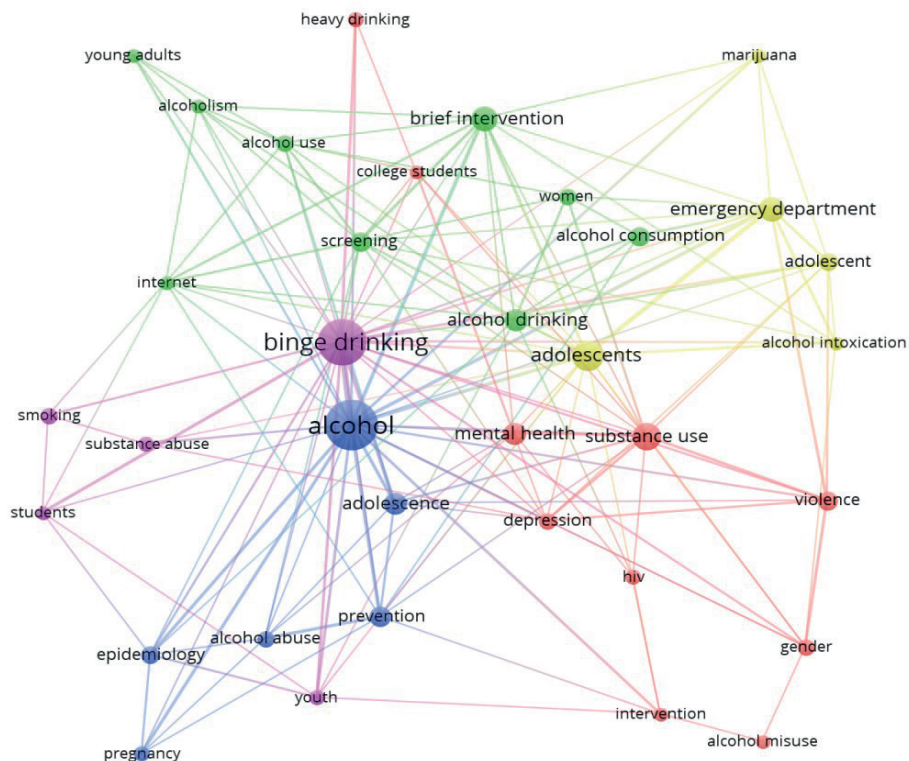 heavy drinking
young adults
marijuana
alcoholism
brief intervention
alcohol use
college students
women
emergency department
screening
alcohol consumption
adolescent
internet
alcohol drinking
binge drinking
adolescents
alcohol intoxication
smoking
alcohol
substance abuse
mental health
substance use
adolescence
violence
students
depression
hiv
prevention
alcohol abuse
epidemiology
gender
youth
intervention
alcohol misuse
pregnancy